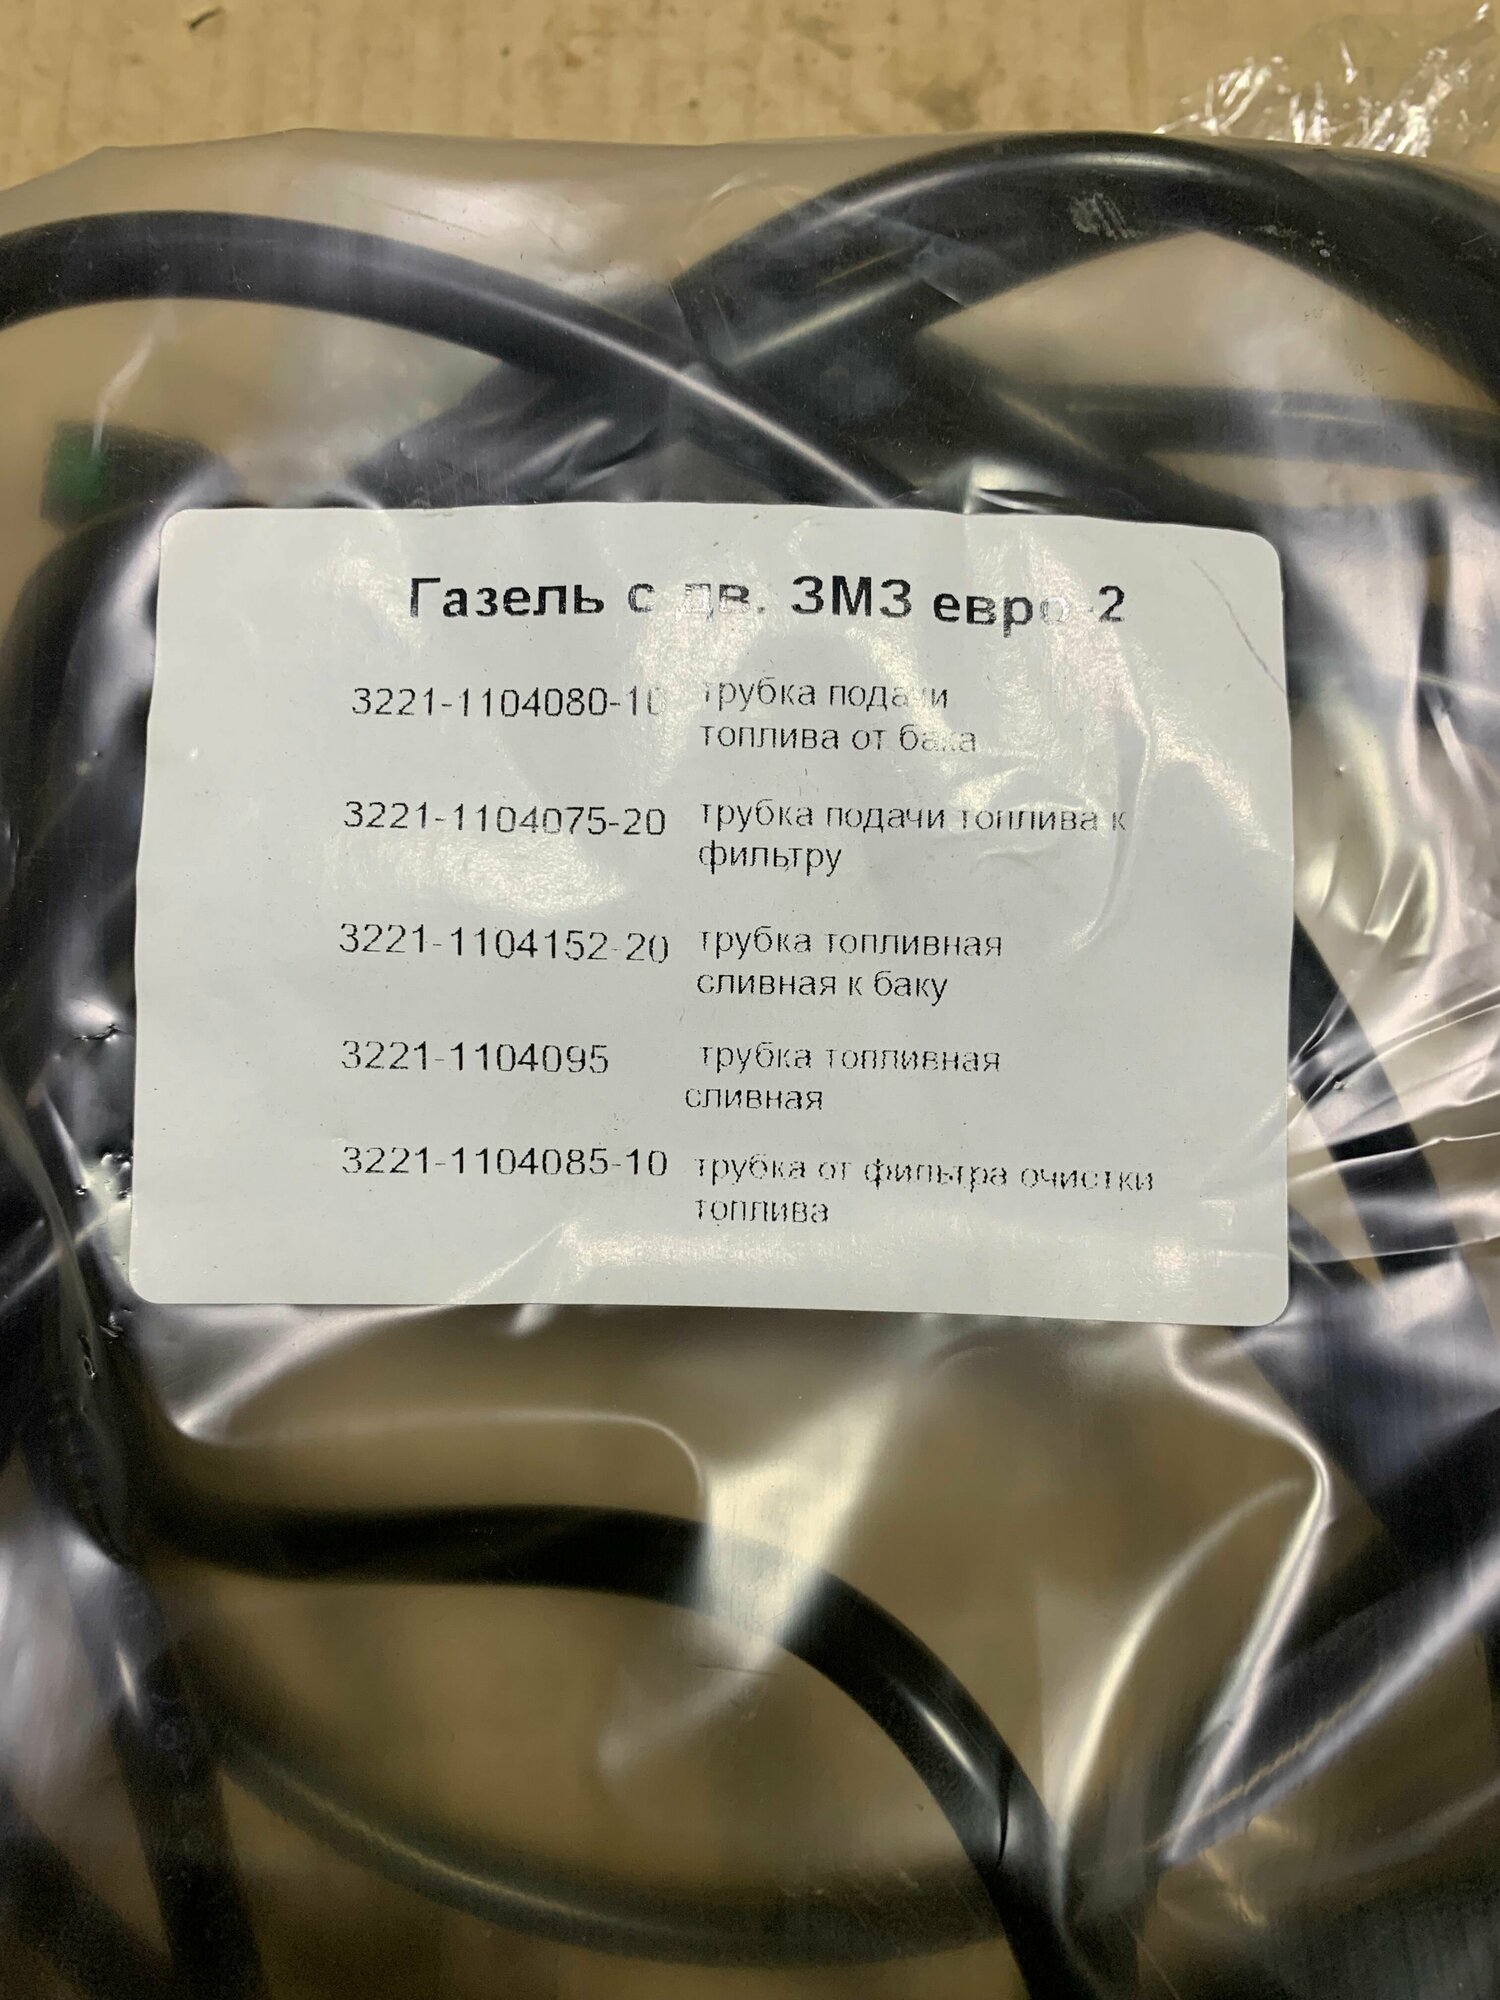 Газель с дв. ЗМЗ евро-2
3221-1104080-10 трубка подачи
топлива от бака
3221-1104075-20 трубка подачи топлива к
фильтру
3221-1104152-20 трубка топливная
сливная к баку
3221-1104095 трубка топливная
сливная
3221-1104085-10 трубка от фильтра очистки
топлива